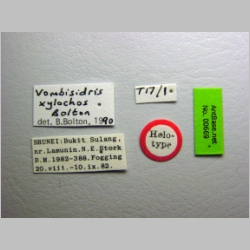 Vombisidris
xylochos
Bolton
det. B.Bolton, 1990
BRUNEI:Bukit Sulang,
nr.Lamunin.N.E.Stork
B.M.1982-388.Fogging
20.viii.-10.ix.82.
T17/1.
Holo-
type
AntBase.net
No. 00669